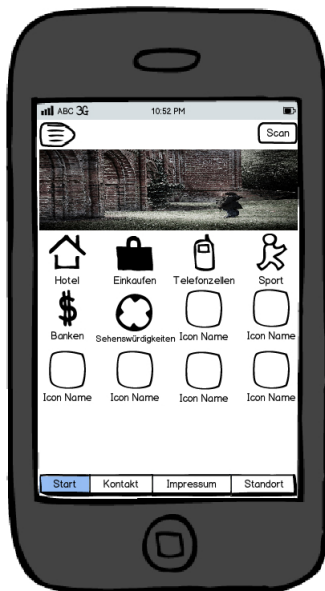 ABC 3G 10:52 PM
Scan
Hotel Einkaufen Telefonzellen Sport
Banken Sehenswürdigkeiten Icon Name Icon Name
Icon Name Icon Name Icon Name Icon Name
Start Kontakt Impressum Standort